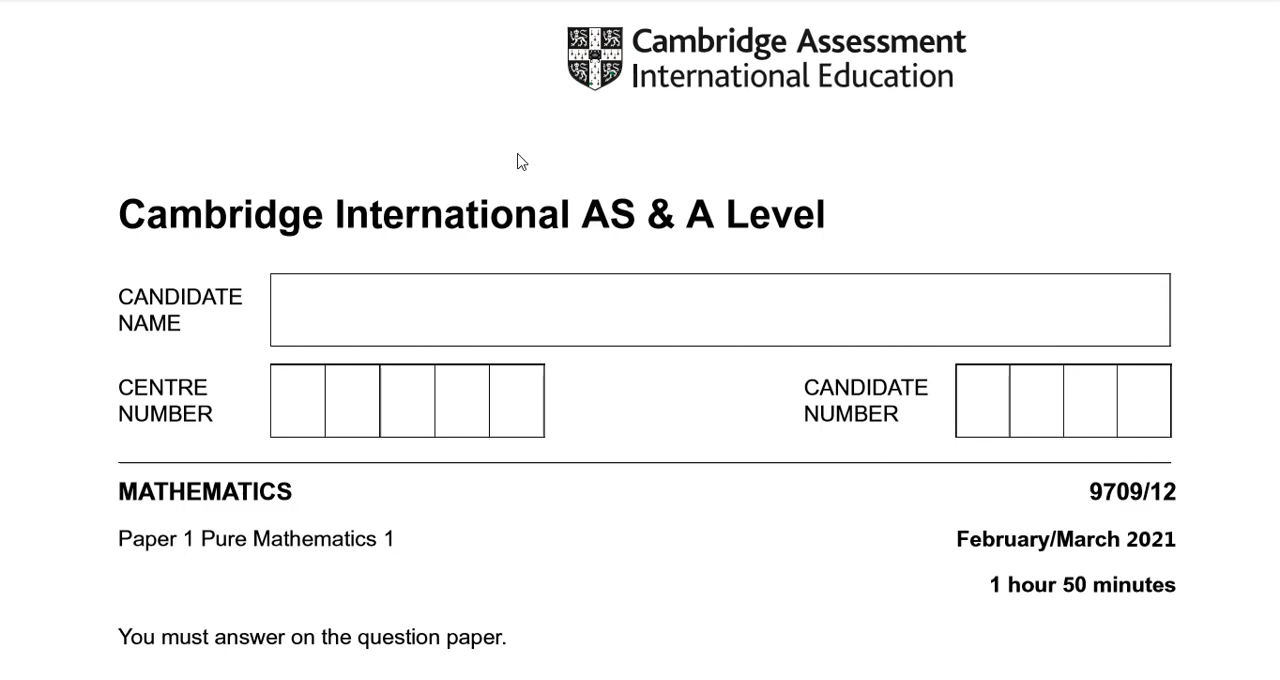 Cambridge Assessment
International Education
Cambridge International AS & A Level
CANDIDATE
NAME
CENTRE
NUMBER
CANDIDATE
NUMBER
MATHEMATICS 9709/12
Paper 1 Pure Mathematics 1 February/March 2021
1 hour 50 minutes
You must answer on the question paper.